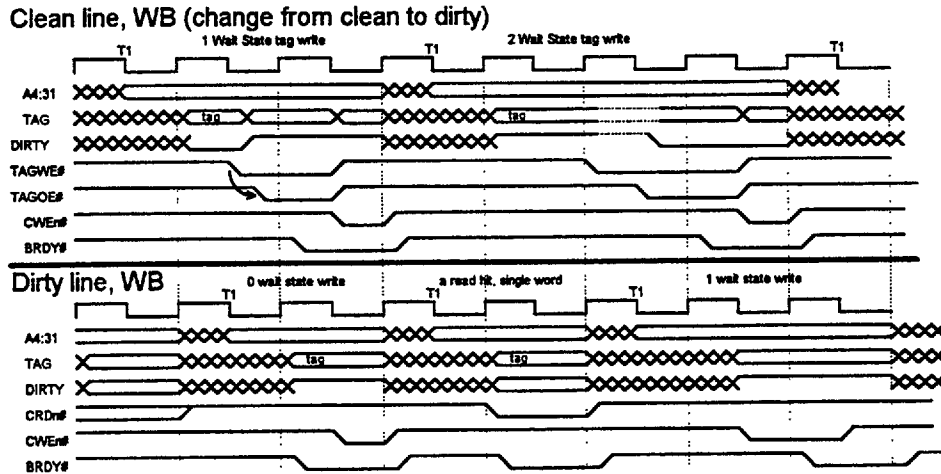 Clean line, WB (change from clean to dirty)
T1 1 Wait State tag write T1 2 Wait State tag write T1
A4:31
TAG tag tag
DIRTY
TAGWE#
TAGOE#
CWEn#
BRDY#
Dirty line, WB
T1 0 wait state write T1 a read hit, single word T1 1 wait state write
A4:31
TAG tag tag
DIRTY
CRDn#
CWEn#
BRDY#